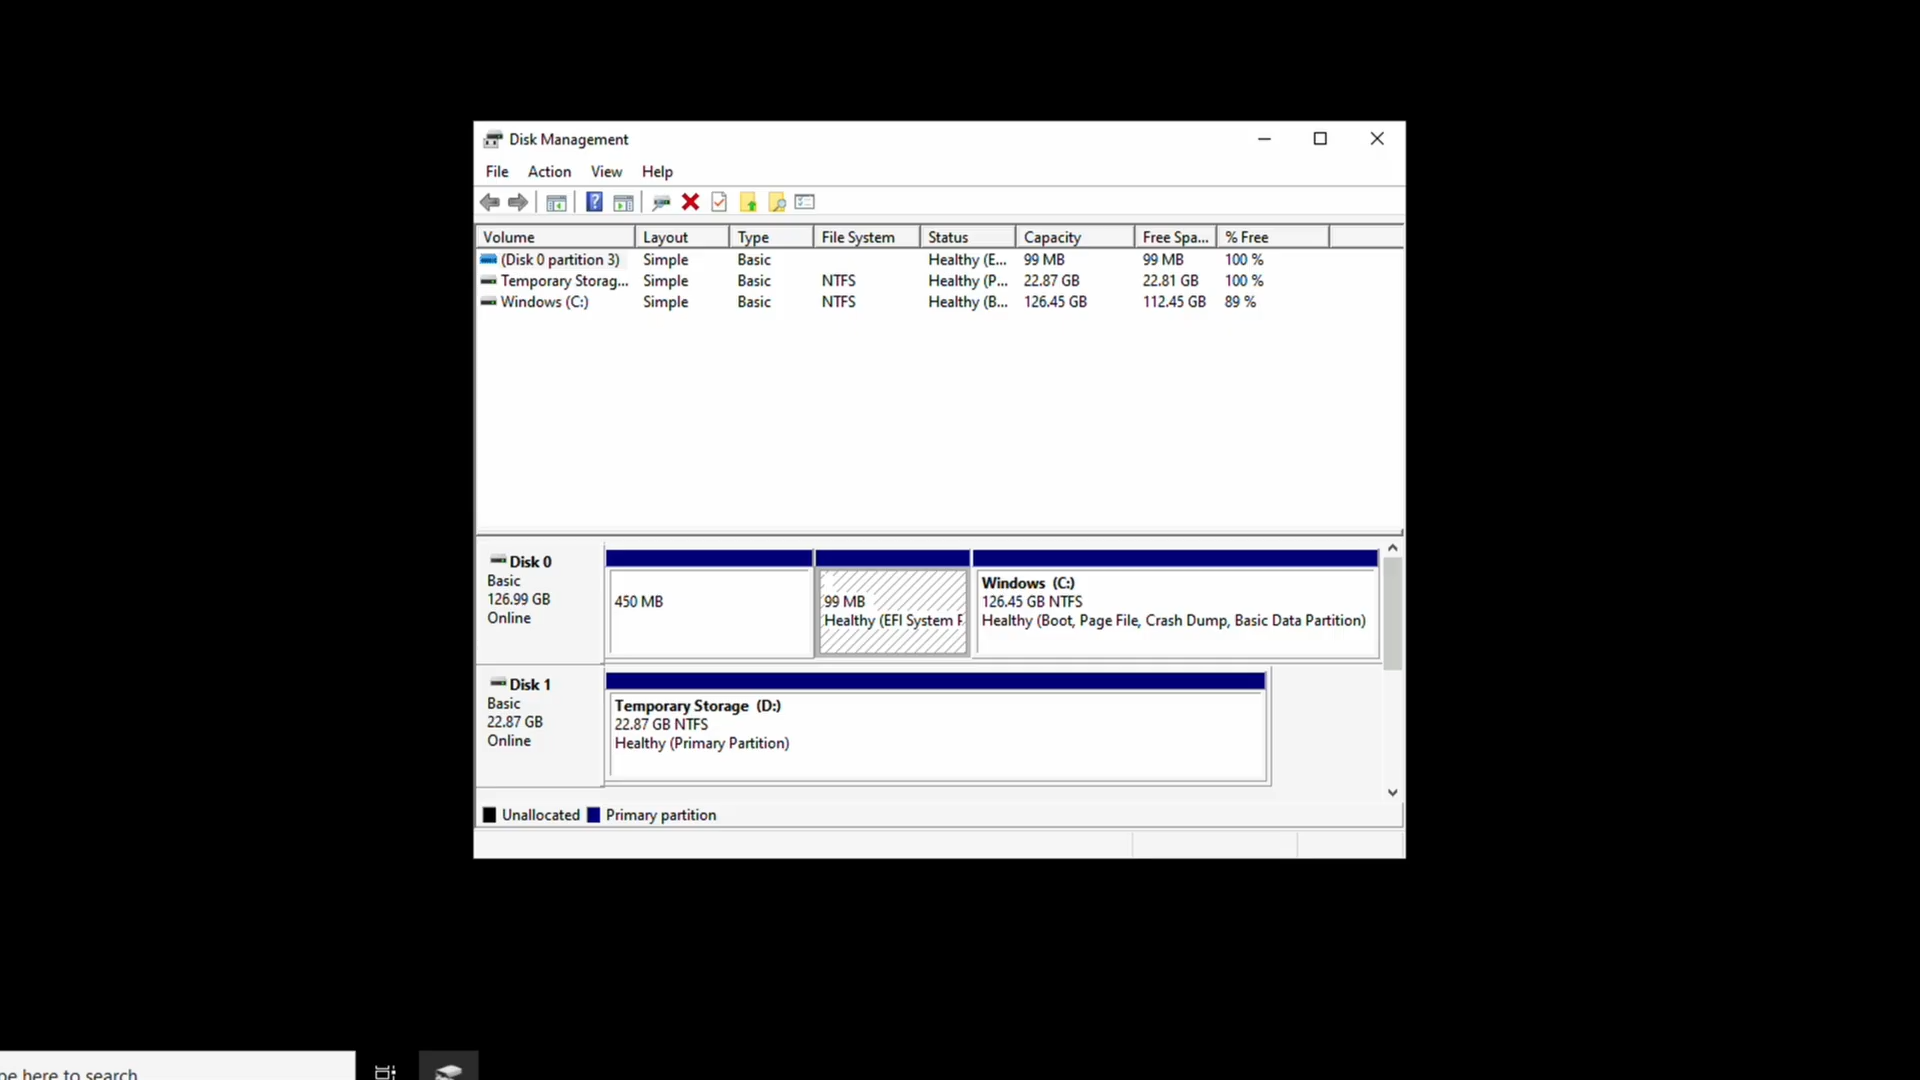 Disk Management
File Action View Help
Volume Layout Type File System Status Capacity Free Spa... % Free
(Disk 0 partition 3) Simple Basic Healthy (E... 99 MB 99 MB 100 %
Temporary Storag... Simple Basic NTFS Healthy (P... 22.87 GB 22.81 GB 100 %
Windows (C:) Simple Basic NTFS Healthy (B... 126.45 GB 112.45 GB 89 %
Disk 0
Basic
126.99 GB
Online
450 MB
99 MB
Healthy (EFI System P
Windows (C:)
126.45 GB NTFS
Healthy (Boot, Page File, Crash Dump, Basic Data Partition)
Disk 1
Basic
22.87 GB
Online
Temporary Storage (D:)
22.87 GB NTFS
Healthy (Primary Partition)
Unallocated Primary partition
pe here to search